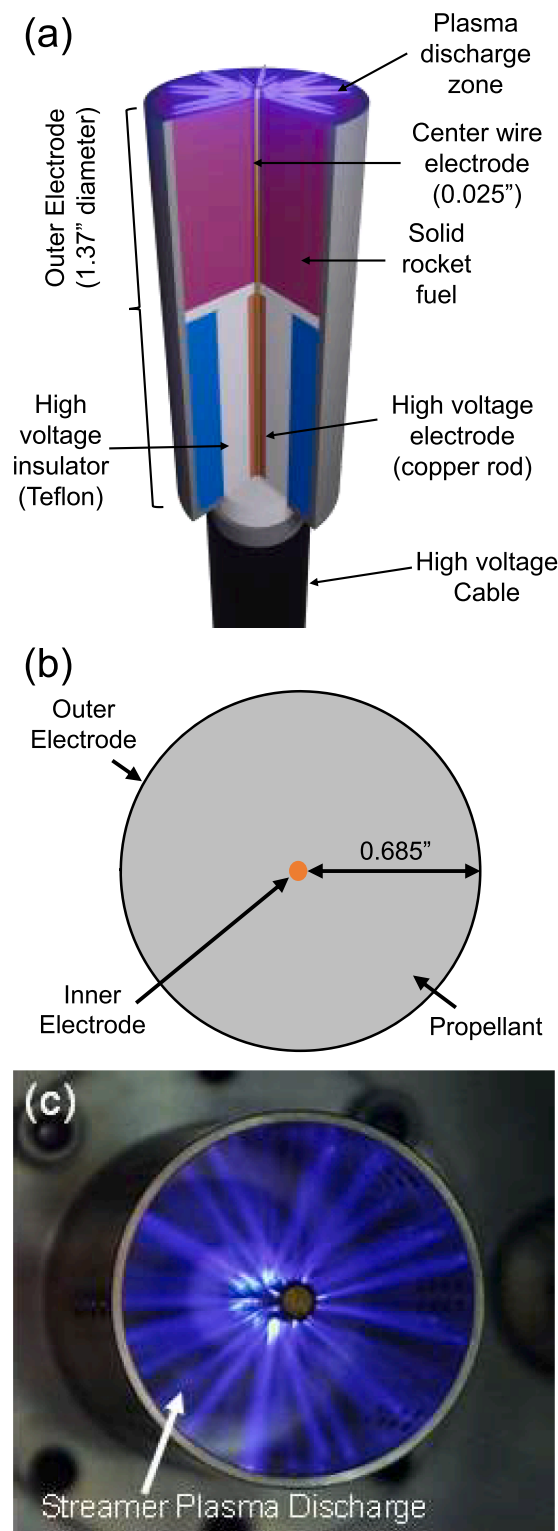 (a)
Plasma
discharge
zone
Outer Electrode
(1.37” diameter)
Center wire
electrode
(0.025”)
Solid
rocket
fuel
High
voltage
insulator
(Teflon)
High voltage
electrode
(copper rod)
High voltage
Cable
(b)
Outer
Electrode
0.685”
Inner
Electrode
Propellant
(c)
Streamer Plasma Discharge